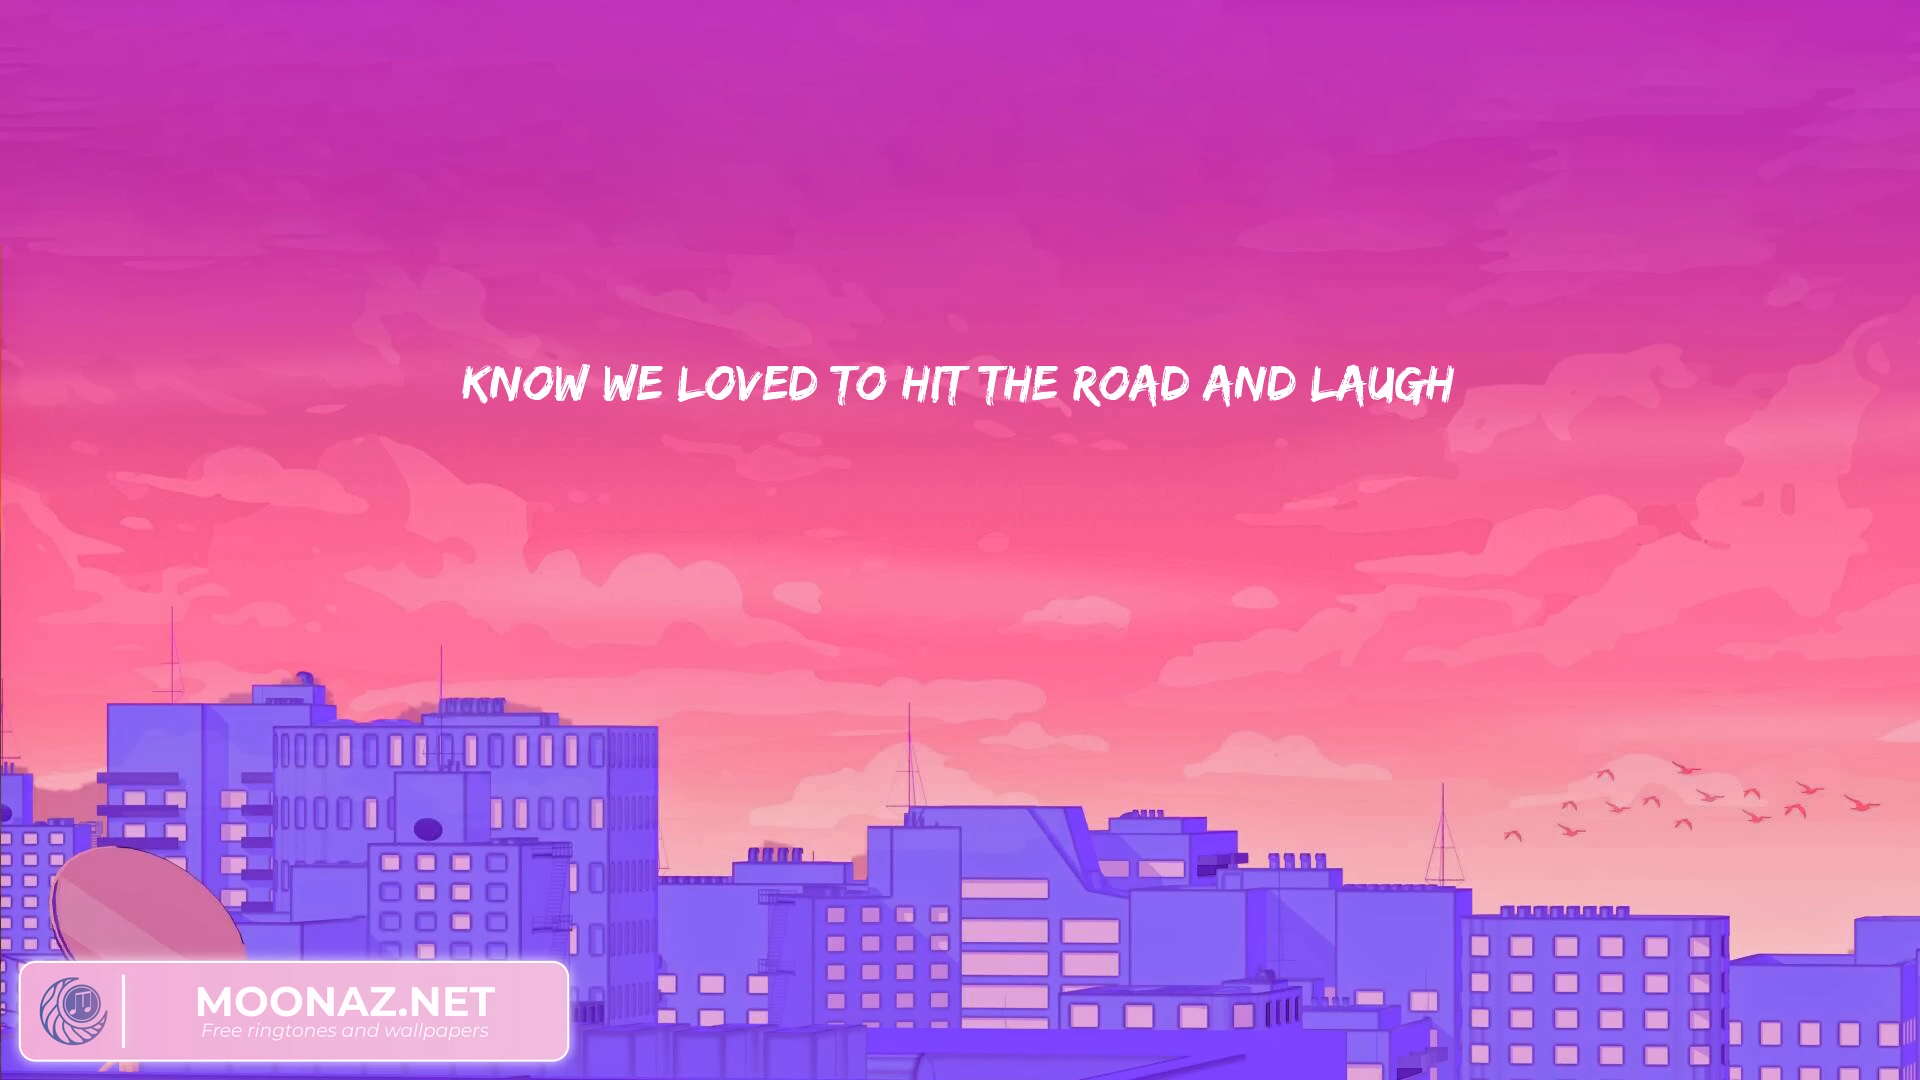 KNOW WE LOVED TO HIT THE ROAD AND LAUGH
MOONAZ.NET
Free ringtones and wallpapers